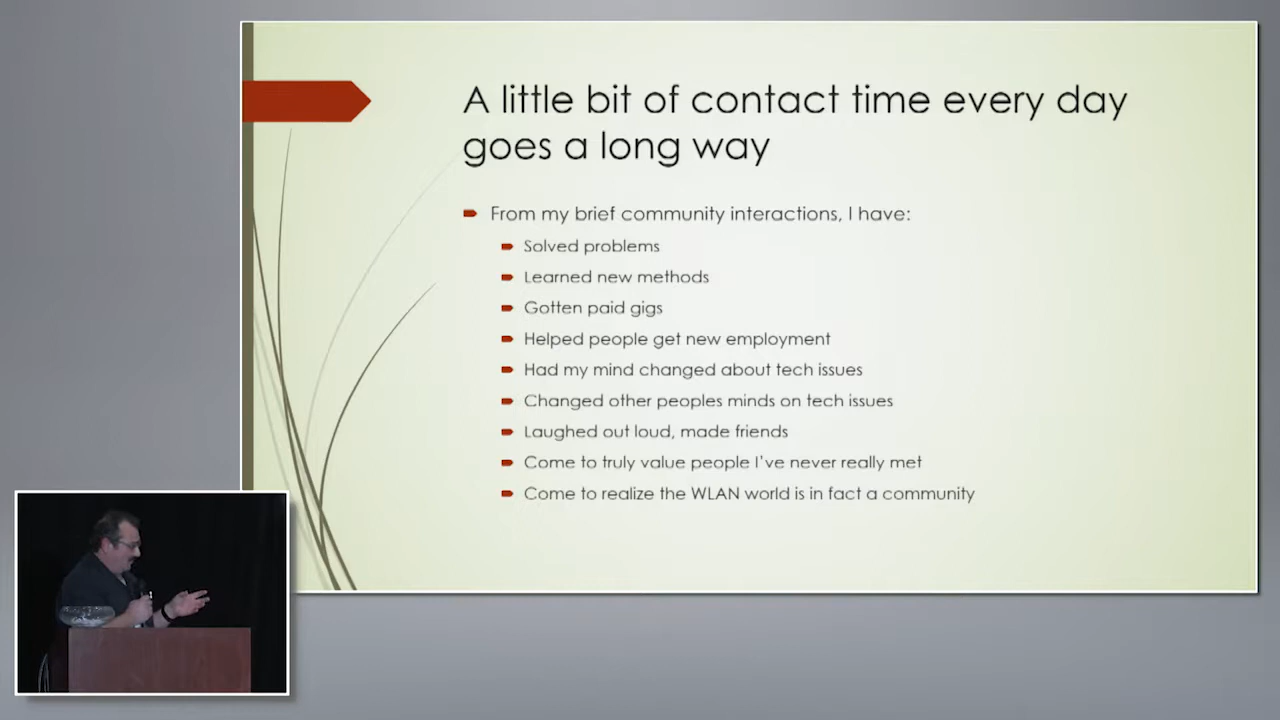 A little bit of contact time every day
goes a long way
From my brief community interactions, I have:
Solved problems
Learned new methods
Gotten paid gigs
Helped people get new employment
Had my mind changed about tech issues
Changed other peoples minds on tech issues
Laughed out loud, made friends
Come to truly value people I've never really met
Come to realize the WLAN world is in fact a community